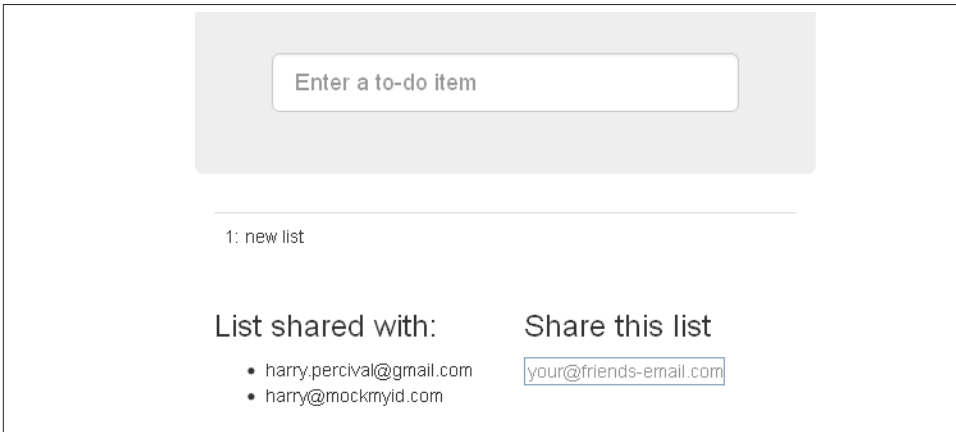 Enter a to-do item
1: new list
List shared with:
harry.percival@gmail.com
harry@mockmyid.com
Share this list
your@friends-email.com